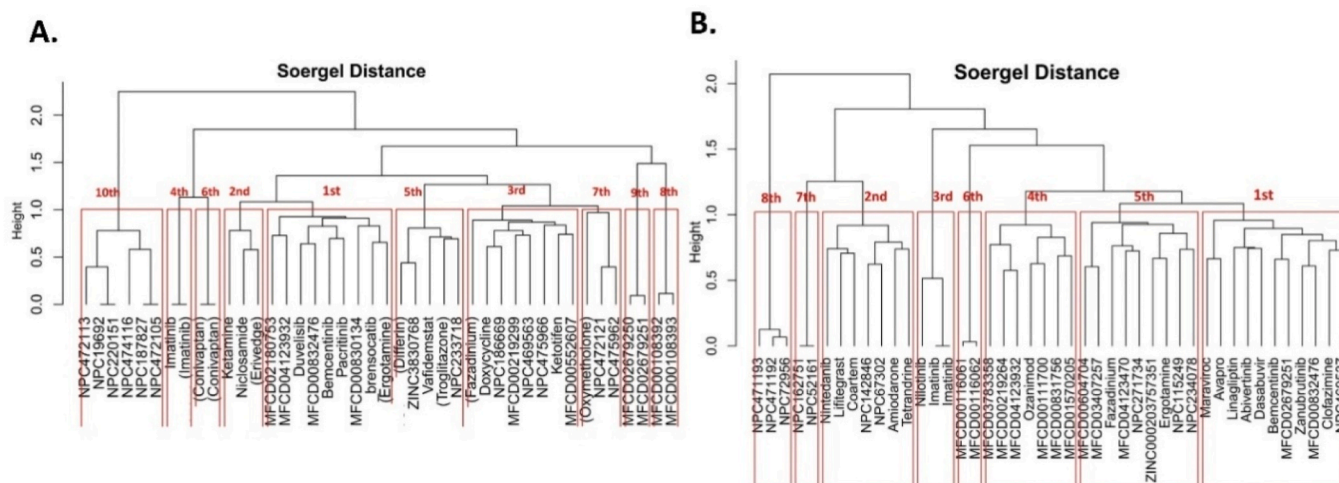 A.
Soergel Distance
Height
2.0
1.5
1.0
0.5
0.0
10th
4th
6th
2nd
1st
5th
3rd
7th
9th
8th
NPC472113
NPC19692
NPC220151
NPC474116
NPC187827
NPC472105
Imatinib
(Imatinib)
(Conivaptan)
(Conivaptan)
Ketamine
Niclosamide
(Erivedge)
MFCD02180753
MFCD04123932
Duvelisib
MFCD00832476
Bemcentinib
Pacritinib
MFCD00830134
brensocatib
(Ergotamine)
(Differin)
ZINC3830768
Vafidemstat
(Troglitazone)
NPC233718
(Fazadinium)
Doxycycline
NPC186669
MFCD00219299
NPC469563
NPC475966
Ketotifen
MFCD00552607
(Oxymetholone)
NPC472121
NPC475962
MFCD02679250
MFCD02679251
MFCD00108392
MFCD00108393
B.
Soergel Distance
Height
2.0
1.5
1.0
0.5
0.0
8th
7th
2nd
3rd
6th
4th
5th
1st
NPC471193
NPC471192
NPC72956
NPC162751
NPC52161
Nintedanib
Lifitegrast
Coartem
NPC142846
NPC67302
Amiodarone
Tetrandrine
Nilotinib
Imatinib
Imatinib
MFCD00116061
MFCD00116062
MFCD03783358
MFCD00219264
MFCD04123932
Ozanimod
MFCD00111700
MFCD00831756
MFCD01570205
MFCD00604704
MFCD03407257
Fazadinium
MFCD04123470
NPC271734
ZINC000203757351
Ergotamine
NPC115249
NPC234078
Maraviroc
Avapro
Linagliptin
Abivertinib
Dasabuvir
Bemcentinib
MFCD02679251
Zanubrutinib
MFCD00832476
Clofazimine